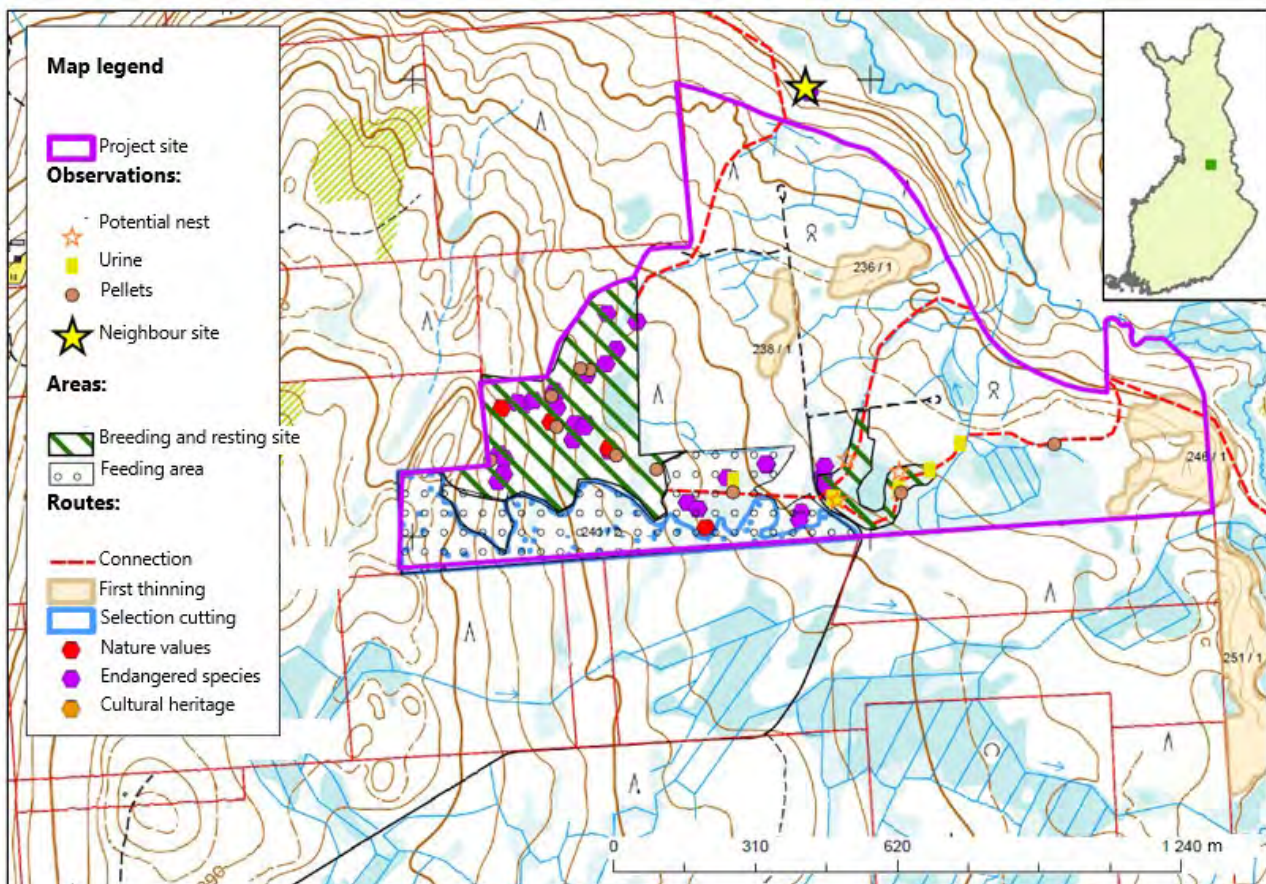 Map legend
Project site
Observations:
Potential nest
Urine
Pellets
Neighbour site
Areas:
Breeding and resting site
Feeding area
Routes:
Connection
First thinning
Selection cutting
Nature values
Endangered species
Cultural heritage
236 / 1
238 / 1
246 / 1
251 / 1
0 310 620 1 240 m